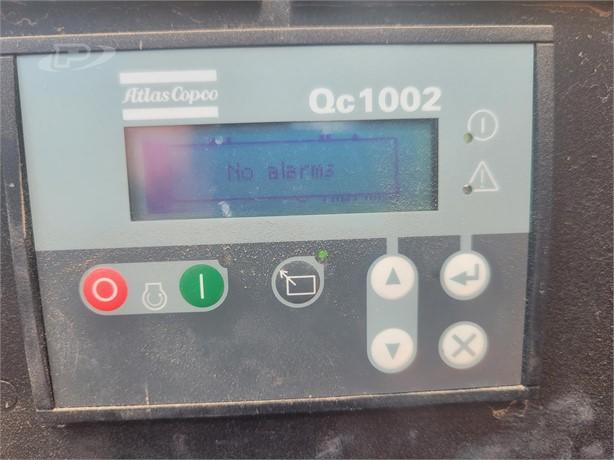 Atlas Copco
Qc1002
No alarms